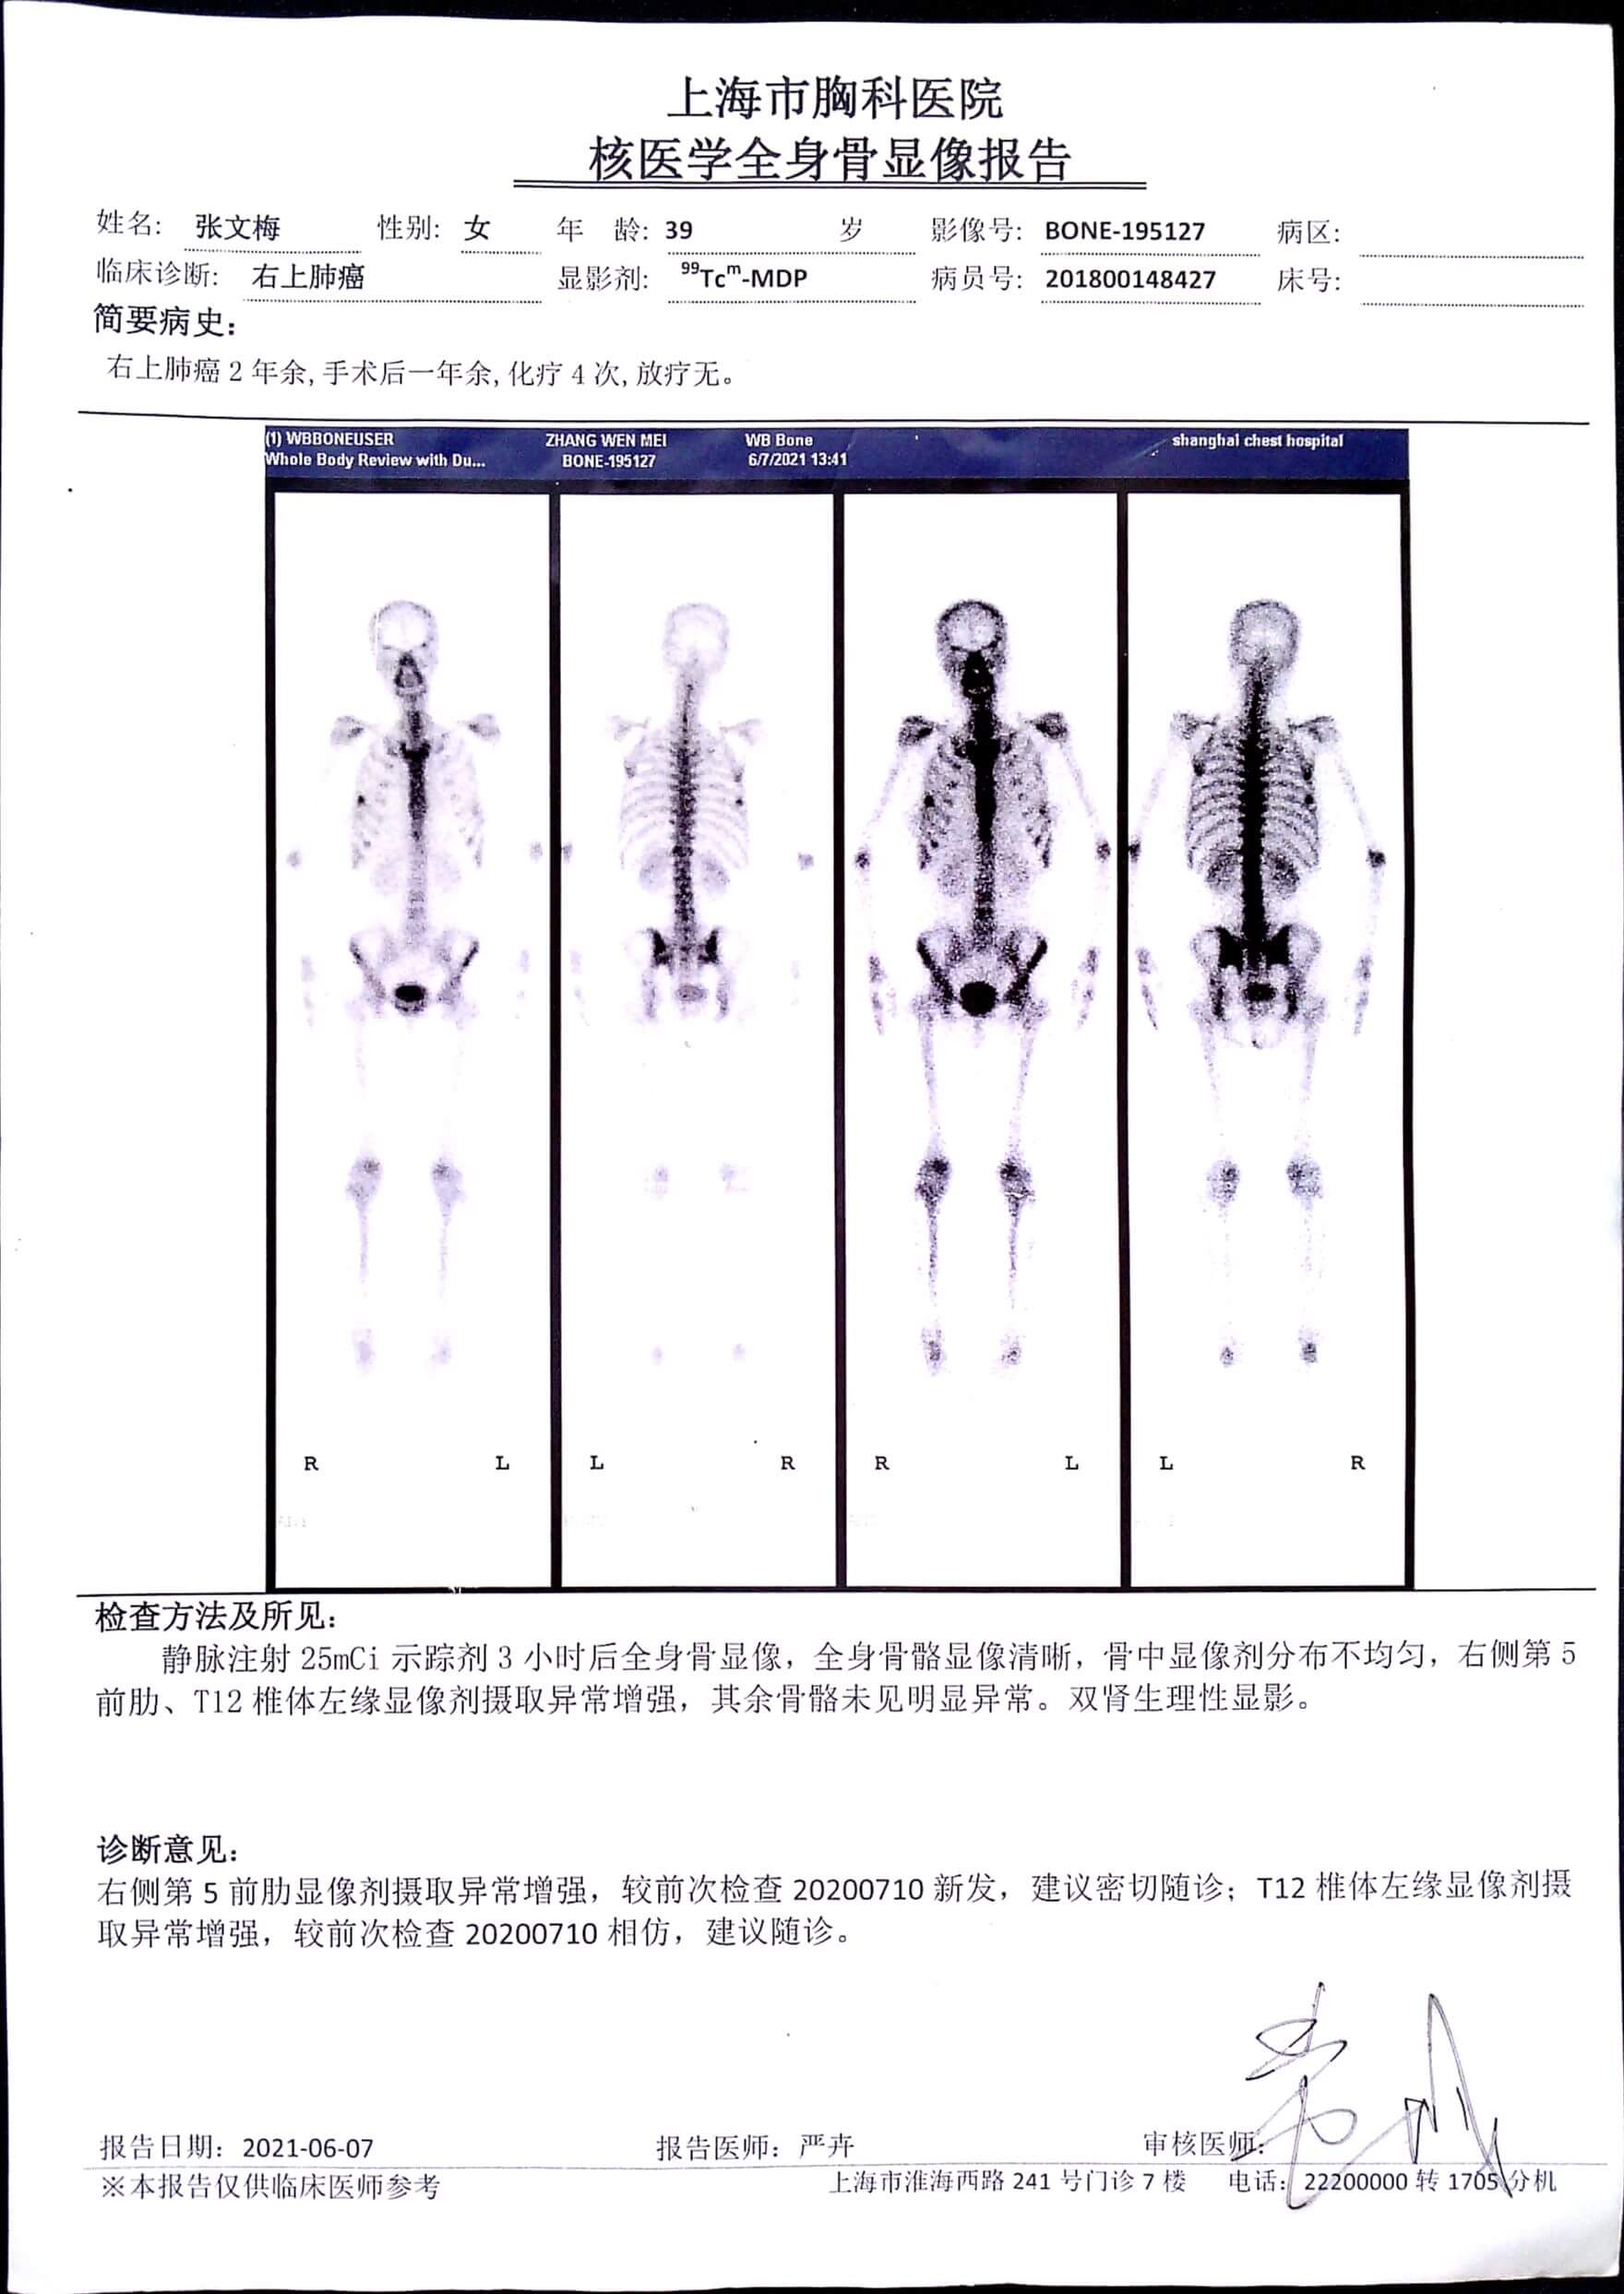 上海市胸科医院
核医学全身骨显像报告
姓名: 张文梅 性别: 女 年 龄: 39 岁 影像号: BONE-195127 病区:
临床诊断: 右上肺癌 显影剂: 99Tcm-MDP 病员号: 201800148427 床号:
简要病史:
右上肺癌 2 年余,手术后一年余,化疗 4 次,放疗无。
(1) WBBONEUSER ZHANG WEN MEI WB Bone shanghai chest hospital
Whole Body Review with Du... BONE-195127 6/7/2021 13:41
R L L R R L L R
检查方法及所见:
静脉注射 25mCi 示踪剂 3 小时后全身骨显像，全身骨骼显像清晰，骨中显像剂分布不均匀，右侧第 5
前肋、T12 椎体左缘显像剂摄取异常增强，其余骨骼未见明显异常。双肾生理性显影。
诊断意见:
右侧第 5 前肋显像剂摄取异常增强，较前次检查 20200710 新发，建议密切随诊；T12 椎体左缘显像剂摄
取异常增强，较前次检查 20200710 相仿，建议随诊。
报告日期: 2021-06-07 报告医师: 严卉 审核医师:
※本报告仅供临床医师参考 上海市淮海西路 241 号门诊 7 楼 电话: 22200000 转 1705 分机